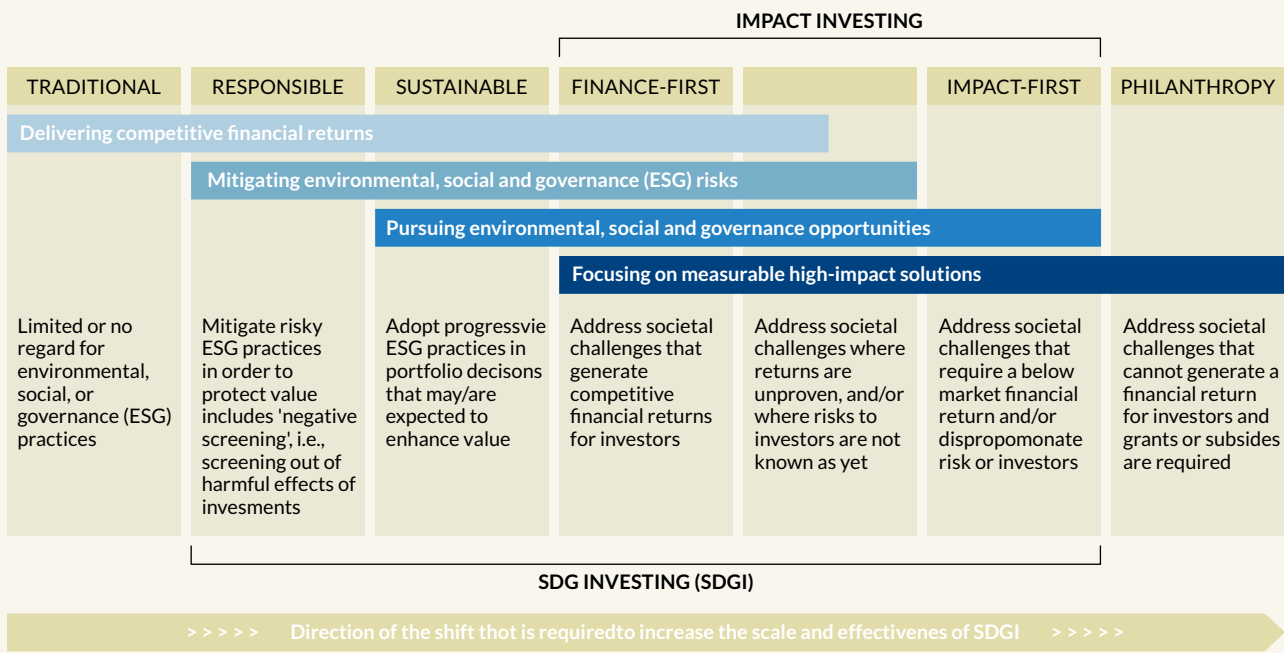 IMPACT INVESTING
TRADITIONAL
RESPONSIBLE
SUSTAINABLE
FINANCE-FIRST
IMPACT-FIRST
PHILANTHROPY
Delivering competitive financial returns
Mitigating environmental, social and governance (ESG) risks
Pursuing environmental, social and governance opportunities
Focusing on measurable high-impact solutions
Limited or no
regard for
environmental,
social, or
governance (ESG)
practices
Mitigate risky
ESG practices
in order to
protect value
includes 'negative
screening', i.e.,
screening out of
harmful effects of
invesments
Adopt progressvie
ESG practices in
portfolio decisons
that may/are
expected to
enhance value
Address societal
challenges that
generate
competitive
financial returns
for investors
Address societal
challenges where
returns are
unproven, and/or
where risks to
investors are not
known as yet
Address societal
challenges that
require a below
market financial
return and/or
dispropomonate
risk or investors
Address societal
challenges that
cannot generate a
financial return
for investors and
grants or subsides
are required
SDG INVESTING (SDGI)
> > > > > Direction of the shift thot is requiredto increase the scale and effectivenes of SDGI > > > > >